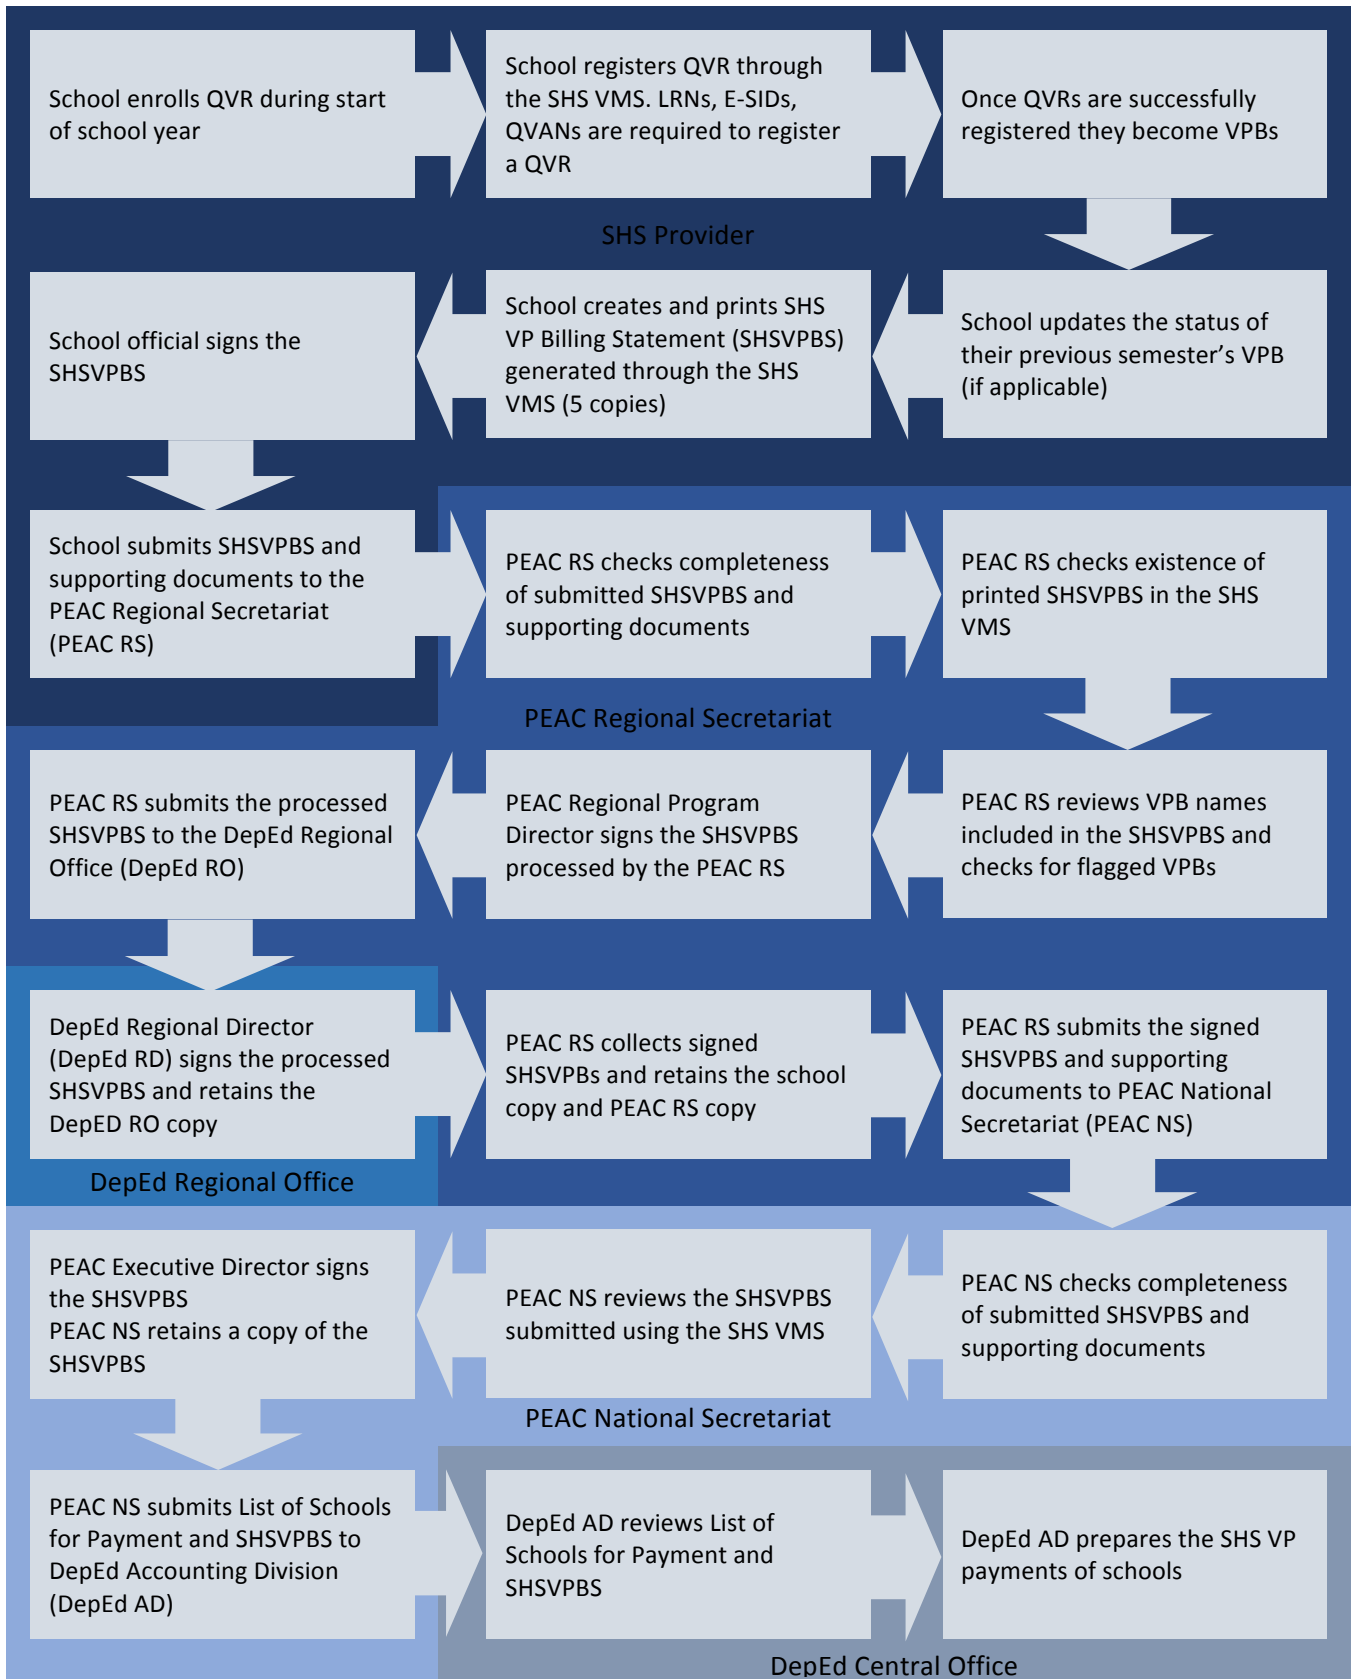 School enrolls QVR during start
of school year
School registers QVR through
the SHS VMS. LRNs, E-SIDs,
QVANs are required to register
a QVR
Once QVRs are successfully
registered they become VPBs
SHS Provider
School updates the status of
their previous semester’s VPB
(if applicable)
School creates and prints SHS
VP Billing Statement (SHSVPBS)
generated through the SHS
VMS (5 copies)
School official signs the
SHSVPBS
School submits SHSVPBS and
supporting documents to the
PEAC Regional Secretariat
(PEAC RS)
PEAC RS checks completeness
of submitted SHSVPBS and
supporting documents
PEAC RS checks existence of
printed SHSVPBS in the SHS
VMS
PEAC Regional Secretariat
PEAC RS reviews VPB names
included in the SHSVPBS and
checks for flagged VPBs
PEAC Regional Program
Director signs the SHSVPBS
processed by the PEAC RS
PEAC RS submits the processed
SHSVPBS to the DepEd Regional
Office (DepEd RO)
DepEd Regional Director
(DepEd RD) signs the processed
SHSVPBS and retains the
DepED RO copy
DepEd Regional Office
PEAC RS collects signed
SHSVPBs and retains the school
copy and PEAC RS copy
PEAC RS submits the signed
SHSVPBS and supporting
documents to PEAC National
Secretariat (PEAC NS)
PEAC NS checks completeness
of submitted SHSVPBS and
supporting documents
PEAC NS reviews the SHSVPBS
submitted using the SHS VMS
PEAC Executive Director signs
the SHSVPBS
PEAC NS retains a copy of the
SHSVPBS
PEAC National Secretariat
PEAC NS submits List of Schools
for Payment and SHSVPBS to
DepEd Accounting Division
(DepEd AD)
DepEd AD reviews List of
Schools for Payment and
SHSVPBS
DepEd AD prepares the SHS VP
payments of schools
DepEd Central Office